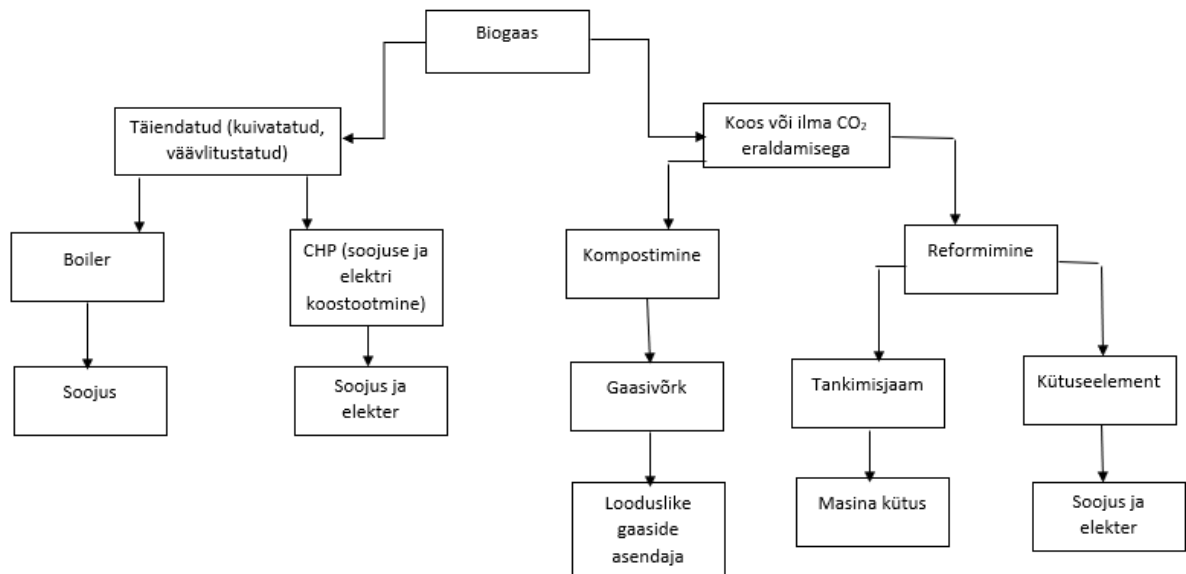 Biogaas
Täiendatud (kuivatatud,
väävlitustatud)
Koos või ilma CO₂
eraldamisega
Boiler
CHP (soojuse ja
elektri
koostootmine)
Kompostimine
Reformimine
Soojus
Soojus ja
elekter
Gaasivõrk
Tankimisjaam
Kütuseelement
Looduslike
gaaside
asendaja
Masina kütus
Soojus ja
elekter